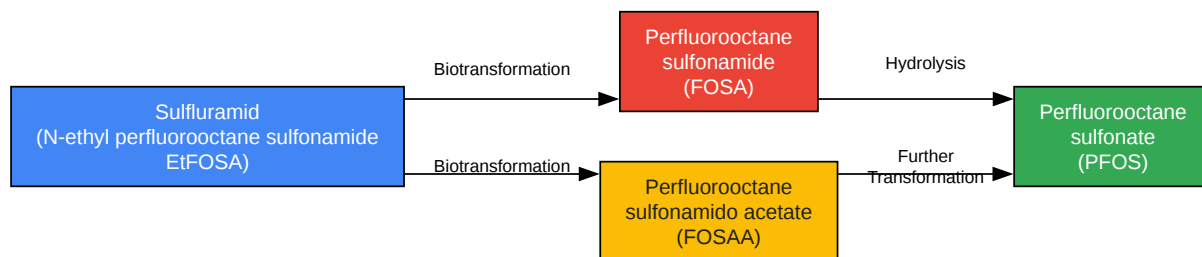 Sulfluramid
(N-ethyl perfluorooctane sulfonamide
EtFOSA)
Biotransformation
Perfluorooctane
sulfonamide
(FOSA)
Hydrolysis
Biotransformation
Perfluorooctane
sulfonamido acetate
(FOSAA)
Further
Transformation
Perfluorooctane
sulfonate
(PFOS)